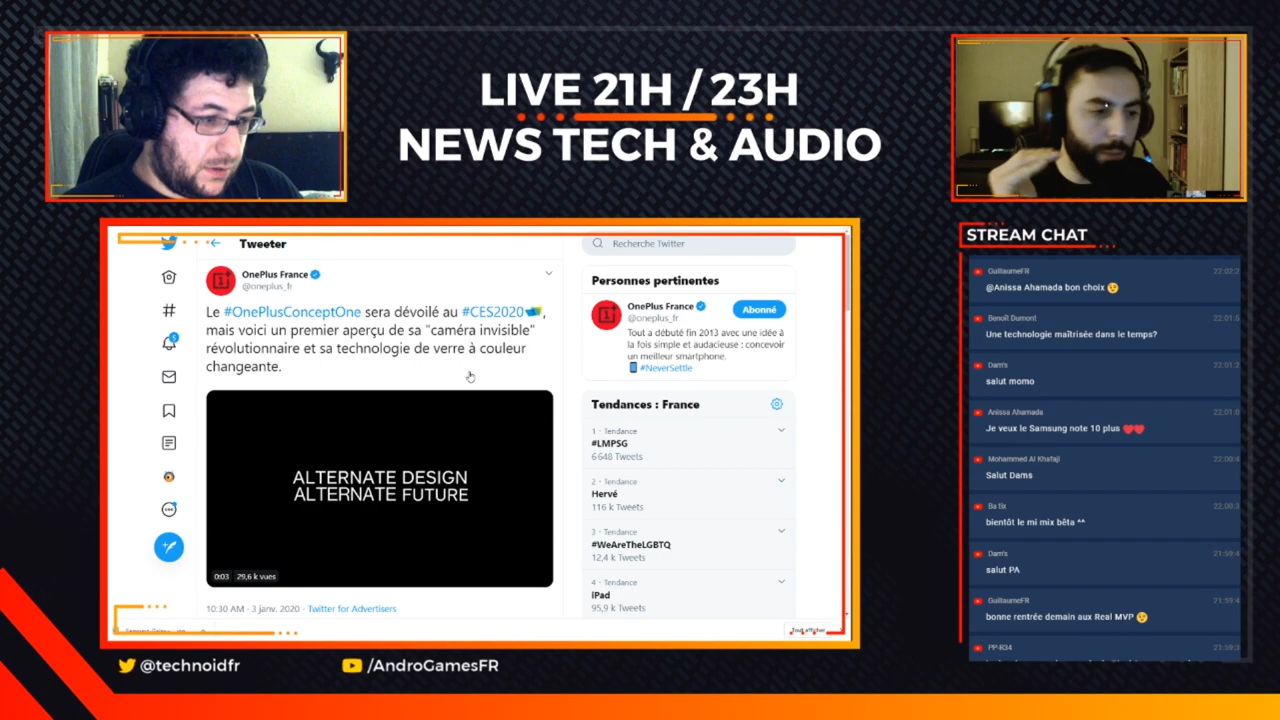 LIVE 21H / 23H
NEWS TECH & AUDIO
Tweeter
OnePlus France
@oneplus_fr
Le #OnePlusConceptOne sera dévoilé au #CES2020,
mais voici un premier aperçu de sa "caméra invisible"
révolutionnaire et sa technologie de verre à couleur
changeante.
ALTERNATE DESIGN
ALTERNATE FUTURE
0:03 29,6 k vues
10:30 AM · 3 janv. 2020 · Twitter for Advertisers
5
Recherche Twitter
Personnes pertinentes
OnePlus France
@oneplus_fr
Abonné
Tout a débuté fin 2013 avec une idée à
la fois simple et audacieuse : concevoir
un meilleur smartphone.
#NeverSettle
Tendances : France
1 · Tendance
#LMPSG
6 648 Tweets
2 · Tendance
Hervé
116 k Tweets
3 · Tendance
#WeAreTheLGBTQ
12,4 k Tweets
4 · Tendance
iPad
95,9 k Tweets
Tout afficher
STREAM CHAT
GuillaumeFR
@Anissa Ahamada bon choix
Benoît Dumont
Une technologie maîtrisée dans le temps?
Dam's
salut momo
Anissa Ahamada
Je veux le Samsung note 10 plus
Mohammed Al Khafaji
Salut Dams
Ba tix
bientôt le mi mix bêta ^^
Dam's
salut PA
GuillaumeFR
bonne rentrée demain aux Real MVP
PP-R34
@technoidfr
/AndroGamesFR